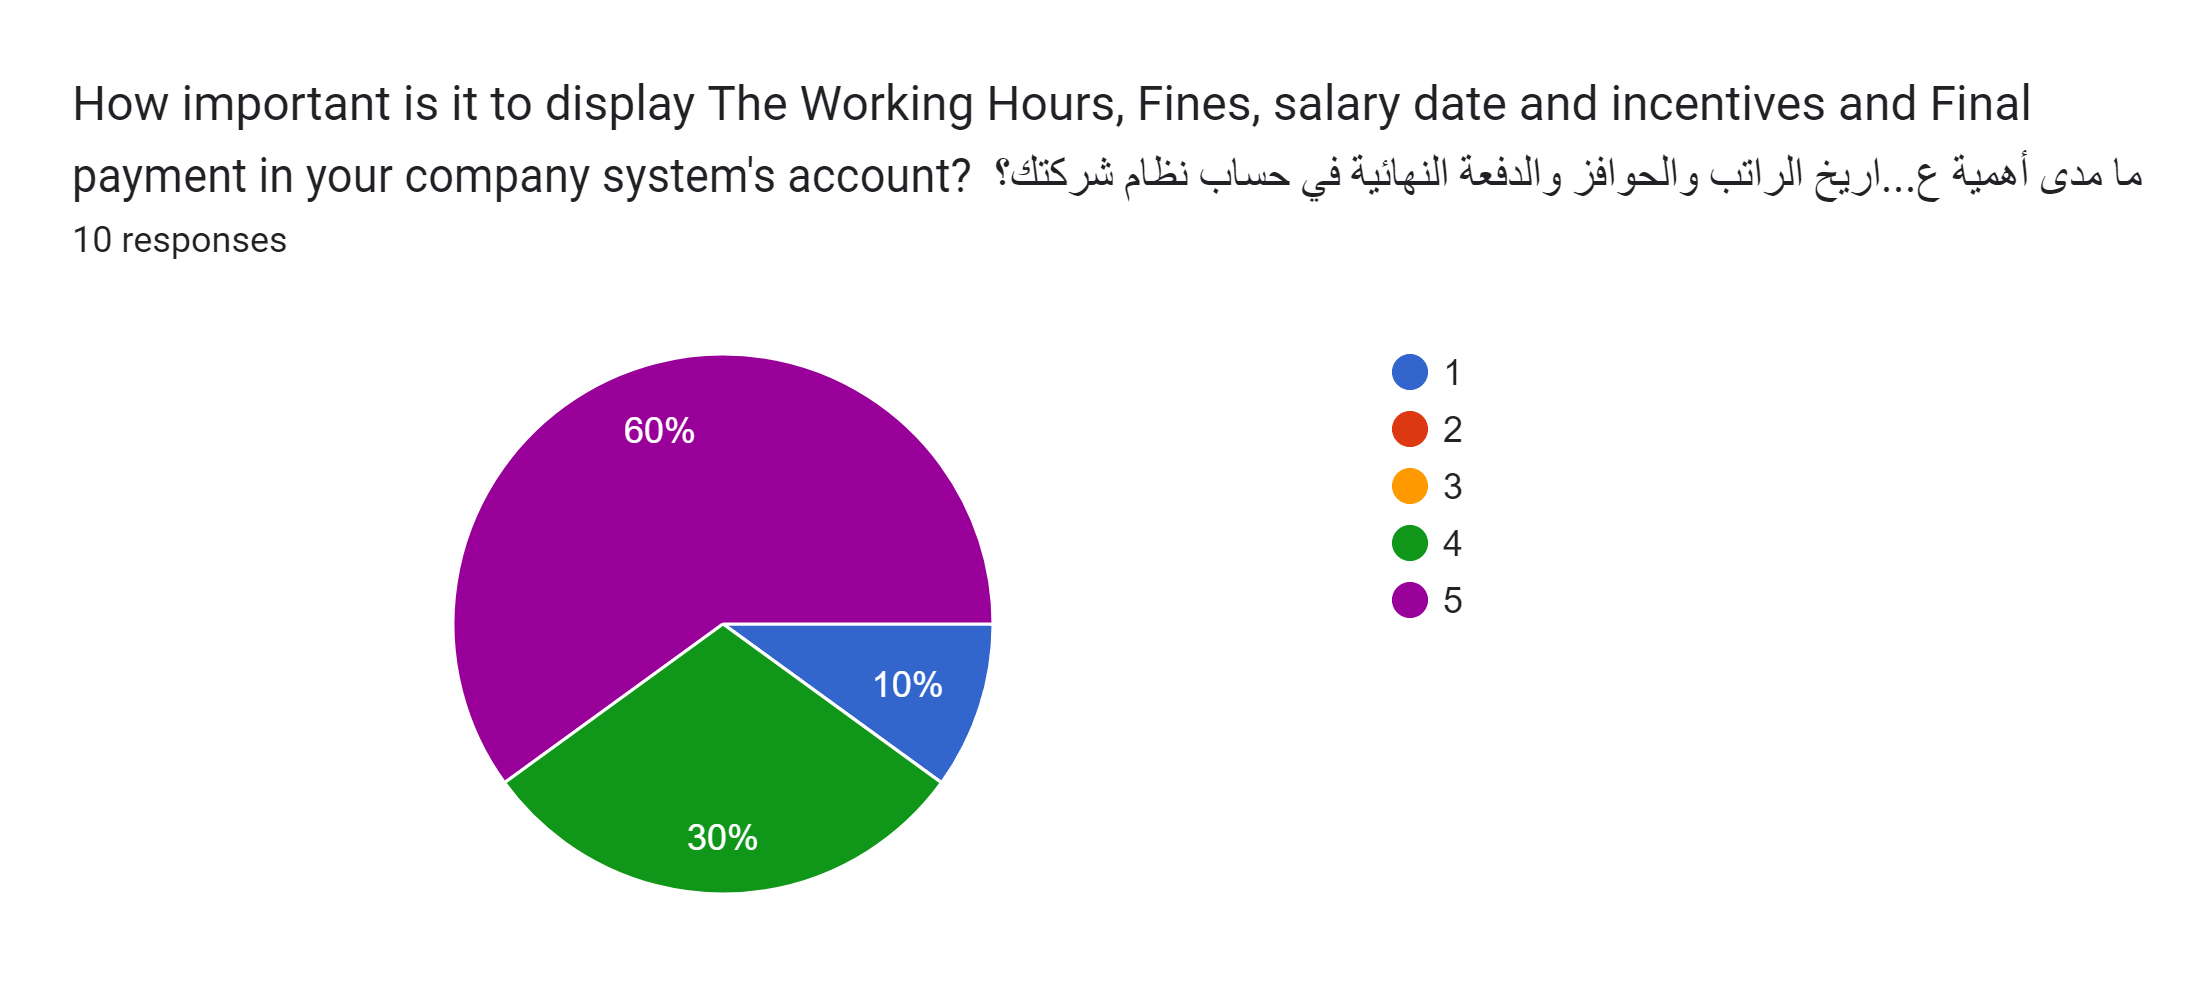 How important is it to display The Working Hours, Fines, salary date and incentives and Final
payment in your company system's account? ما مدى أهمية ع...اريخ الراتب والحوافز والدفعة النهائية في حساب نظام شركتك؟
10 responses
60%
10%
30%
1
2
3
4
5